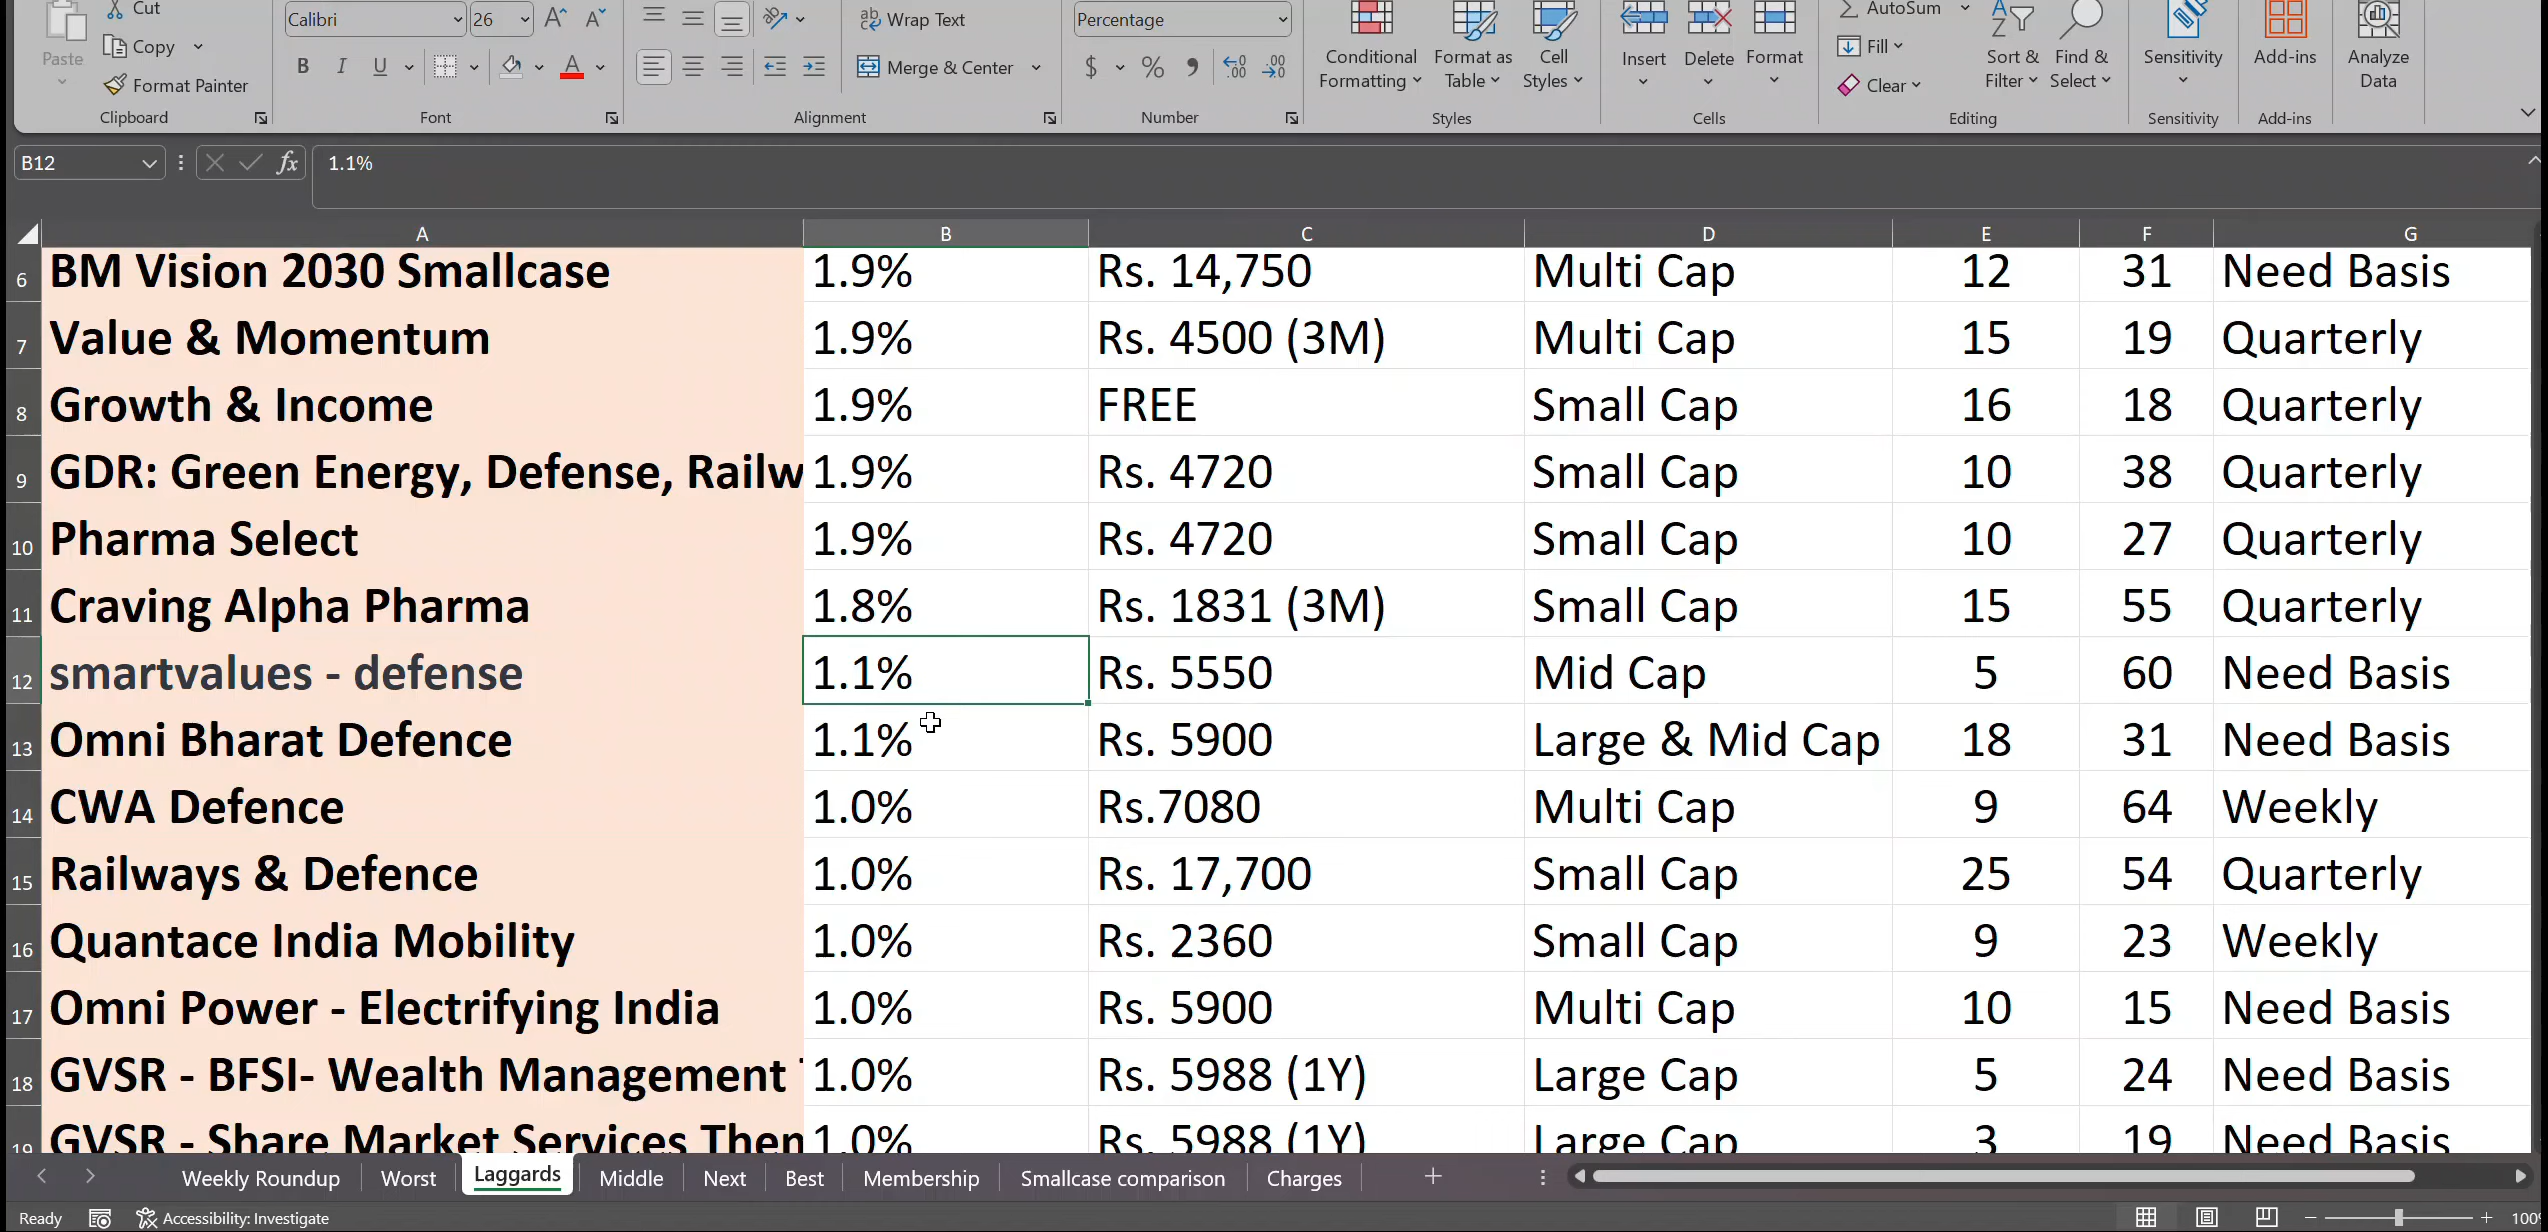 Cut
Copy
Format Painter
Paste
Clipboard
Calibri
26
B I U
Font
Wrap Text
Merge & Center
Alignment
Percentage
$ % 9
Number
Conditional Formatting
Format as Table
Cell Styles
Styles
Insert
Delete
Format
Cells
AutoSum
Fill
Clear
Sort & Filter
Find & Select
Editing
Sensitivity
Sensitivity
Add-ins
Add-ins
Analyze Data
B12
fx
1.1%
A B C D E F G
6 BM Vision 2030 Smallcase 1.9% Rs. 14,750 Multi Cap 12 31 Need Basis
7 Value & Momentum 1.9% Rs. 4500 (3M) Multi Cap 15 19 Quarterly
8 Growth & Income 1.9% FREE Small Cap 16 18 Quarterly
9 GDR: Green Energy, Defense, Railw 1.9% Rs. 4720 Small Cap 10 38 Quarterly
10 Pharma Select 1.9% Rs. 4720 Small Cap 10 27 Quarterly
11 Craving Alpha Pharma 1.8% Rs. 1831 (3M) Small Cap 15 55 Quarterly
12 smartvalues - defense 1.1% Rs. 5550 Mid Cap 5 60 Need Basis
13 Omni Bharat Defence 1.1% Rs. 5900 Large & Mid Cap 18 31 Need Basis
14 CWA Defence 1.0% Rs.7080 Multi Cap 9 64 Weekly
15 Railways & Defence 1.0% Rs. 17,700 Small Cap 25 54 Quarterly
16 Quantace India Mobility 1.0% Rs. 2360 Small Cap 9 23 Weekly
17 Omni Power - Electrifying India 1.0% Rs. 5900 Multi Cap 10 15 Need Basis
18 GVSR - BFSI- Wealth Management 1.0% Rs. 5988 (1Y) Large Cap 5 24 Need Basis
19 GVSR - Share Market Services Then 1.0% Rs. 5988 (1Y) Large Cap 3 19 Need Basis
Weekly Roundup Worst Laggards Middle Next Best Membership Smallcase comparison Charges
Ready Accessibility: Investigate 100